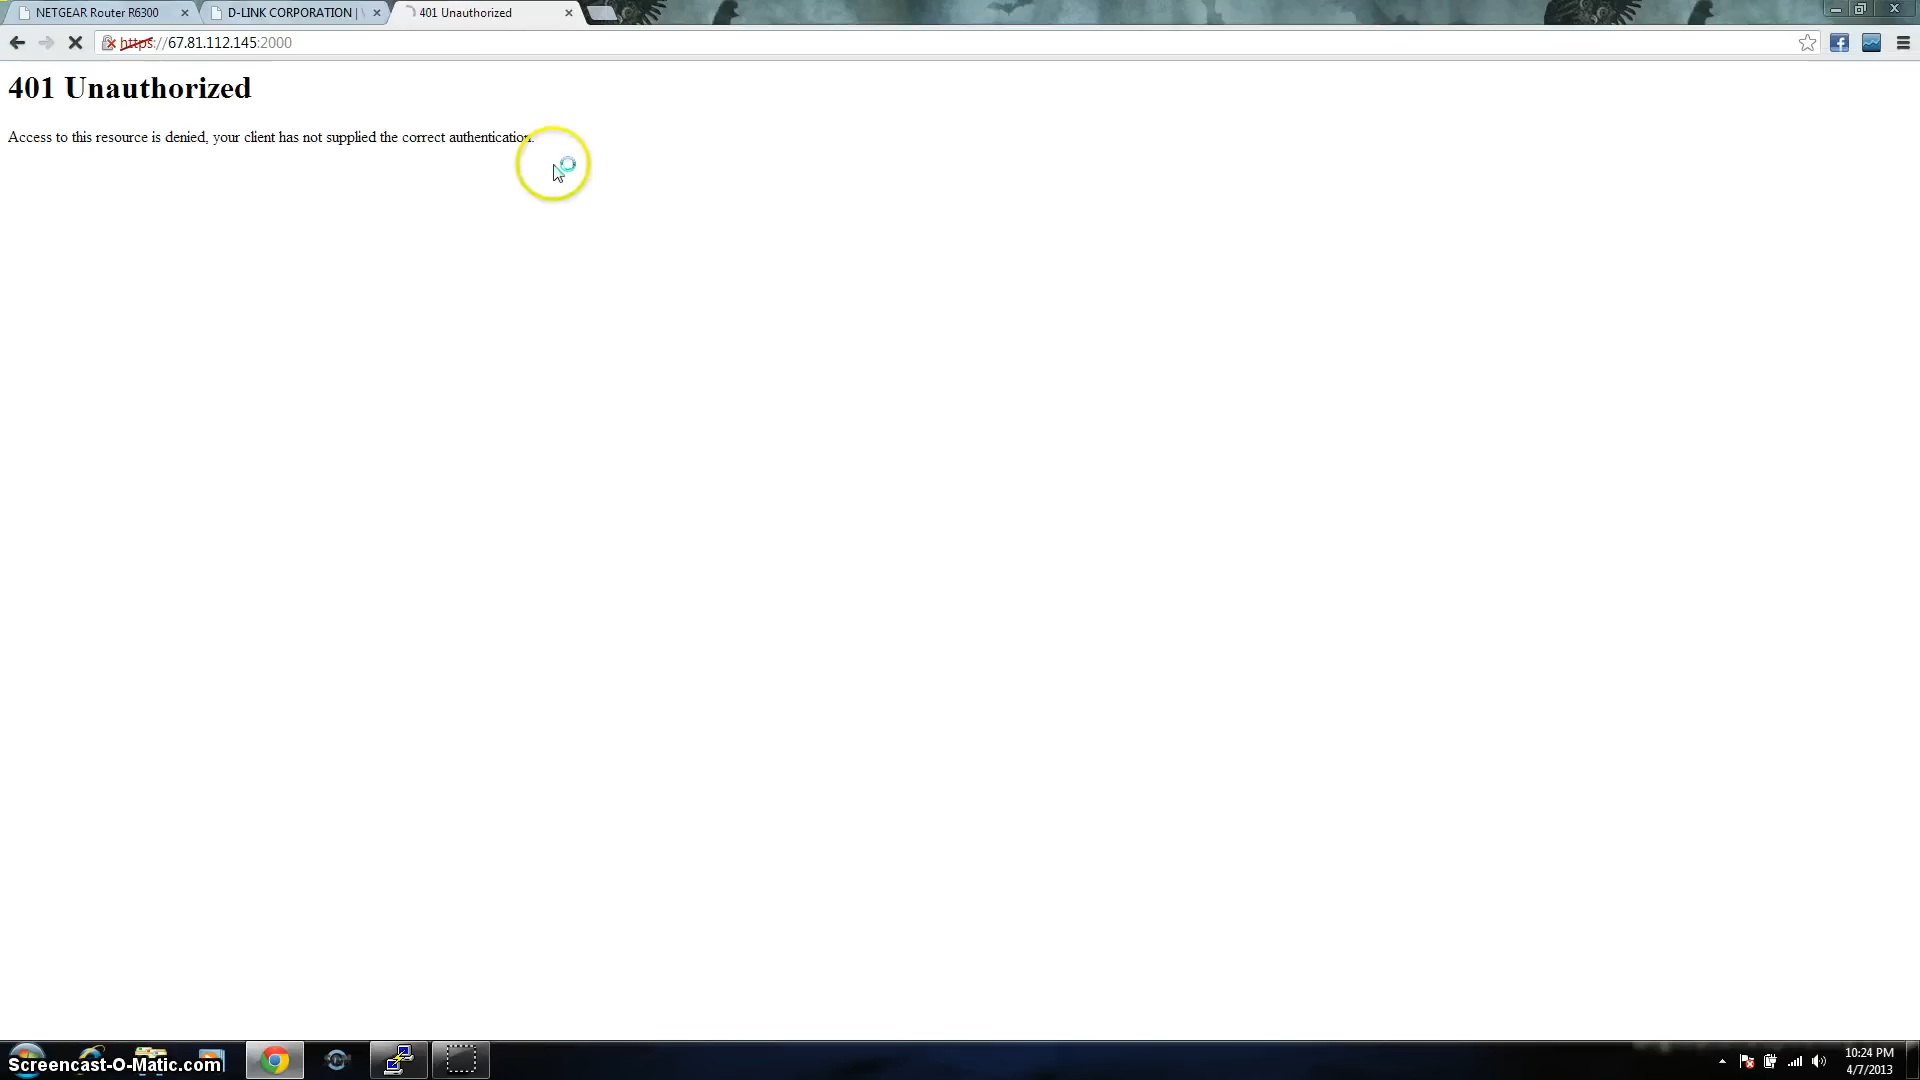 NETGEAR Router R6300
D-LINK CORPORATION |
401 Unauthorized
https://67.81.112.145:2000
401 Unauthorized
Access to this resource is denied, your client has not supplied the correct authentication.
Screencast-O-Matic.com
10:24 PM
4/7/2013